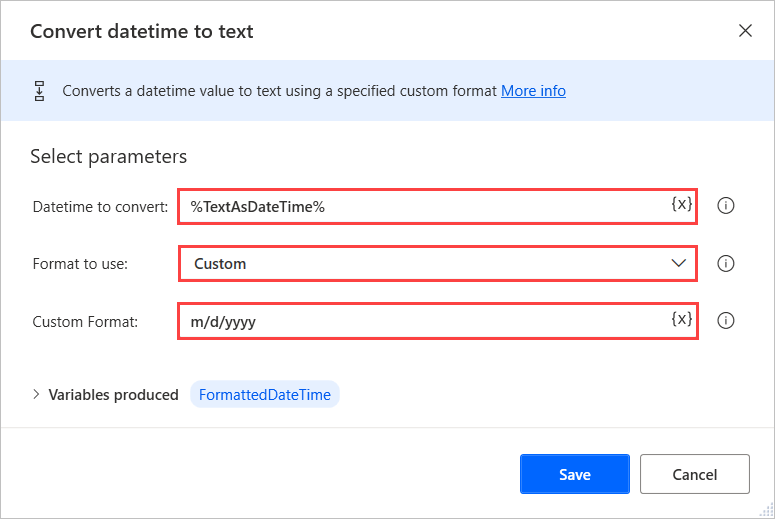 Convert datetime to text
Converts a datetime value to text using a specified custom format More info
Select parameters
Datetime to convert: %TextAsDateTime% {x}
Format to use: Custom
Custom Format: m/d/yyyy {x}
Variables produced FormattedDateTime
Save Cancel